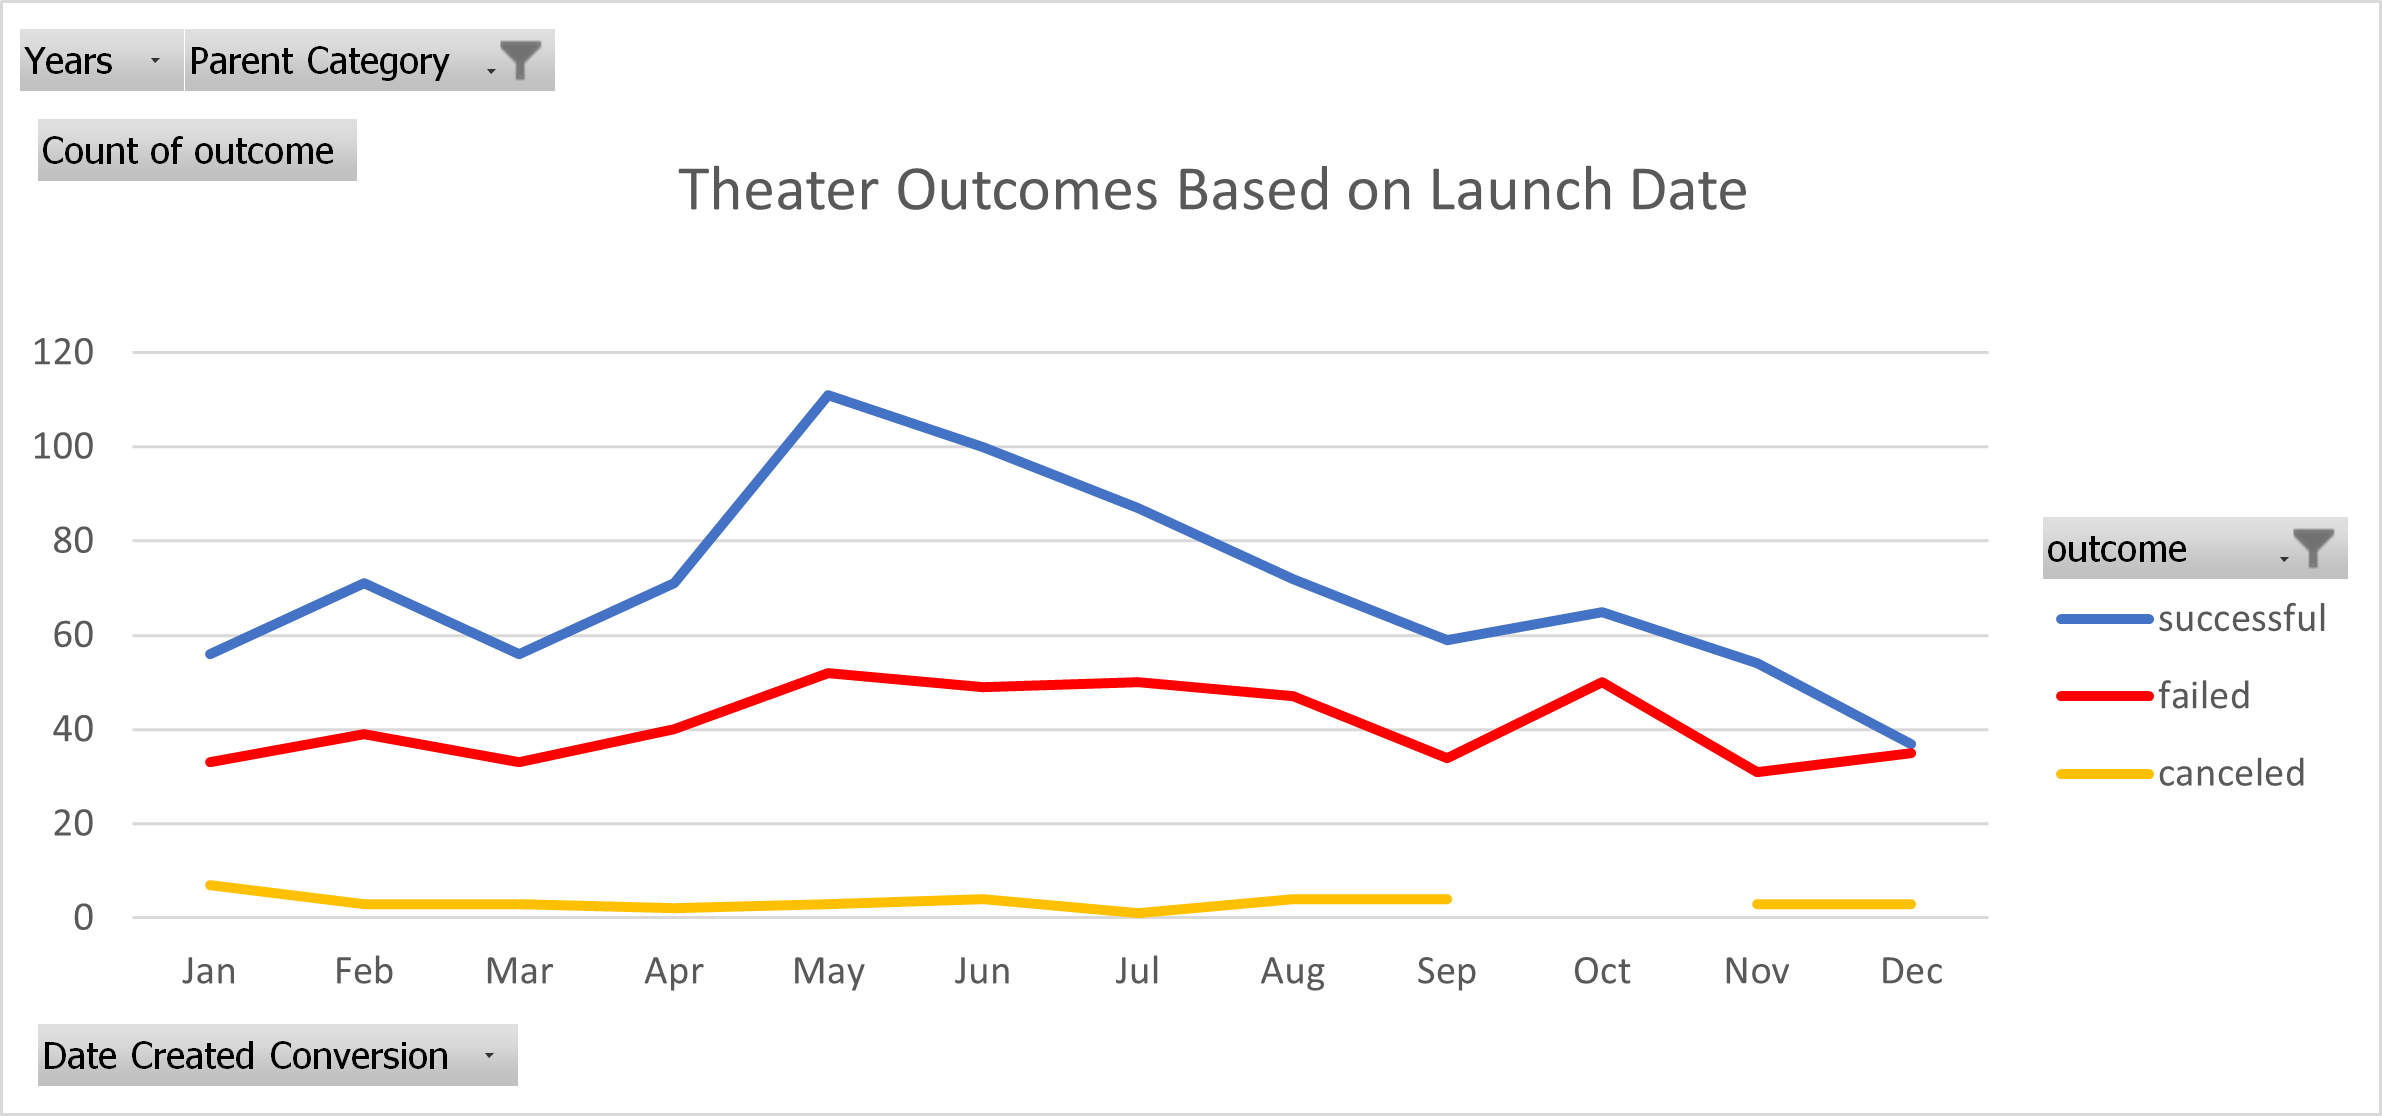 Years Parent Category
Count of outcome
Theater Outcomes Based on Launch Date
120
100
80
60
40
20
0
Jan Feb Mar Apr May Jun Jul Aug Sep Oct Nov Dec
outcome
successful
failed
canceled
Date Created Conversion